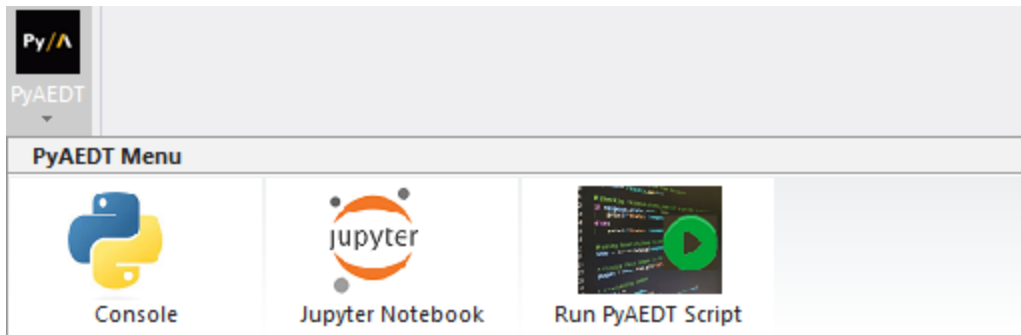 Py/Λ
PyAEDT
PyAEDT Menu
jupyter
Console
Jupyter Notebook
Run PyAEDT Script